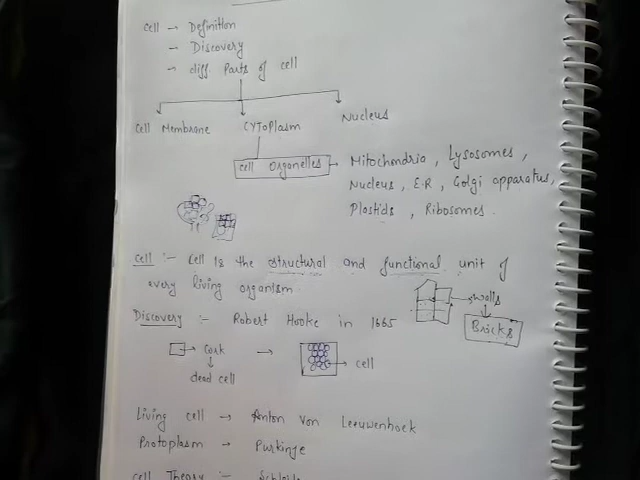 Cell → Definition
→ Discovery
→ diff. Parts of cell
Cell Membrane
Cytoplasm
Nucleus
Cell Organelles → Mitochondria, Lysosomes,
Nucleus, E.R, Golgi apparatus,
Plastids, Ribosomes.
Cell :- Cell is the structural and functional unit of
every living organism
→ walls
Bricks
Discovery :- Robert Hooke in 1665
→ Cork →
→ cell
dead cell
Living cell → Anton Von Leeuwenhoek
Protoplasm → Purkinje
Cell Theory :-